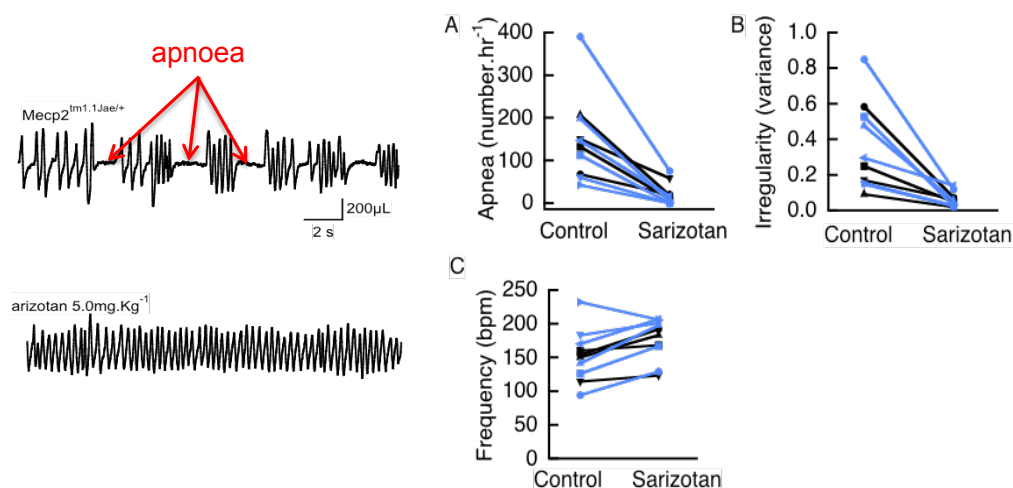 apnoea
Mecp2^tm1.1Jae/+
200µL
2 s
arizotan 5.0mg.Kg^-1
A
Apnea (number.hr^-1)
400
300
200
100
0
Control Sarizotan
B
Irregularity (variance)
1.0
0.8
0.6
0.4
0.2
0.0
Control Sarizotan
C
Frequency (bpm)
250
200
150
100
50
0
Control Sarizotan